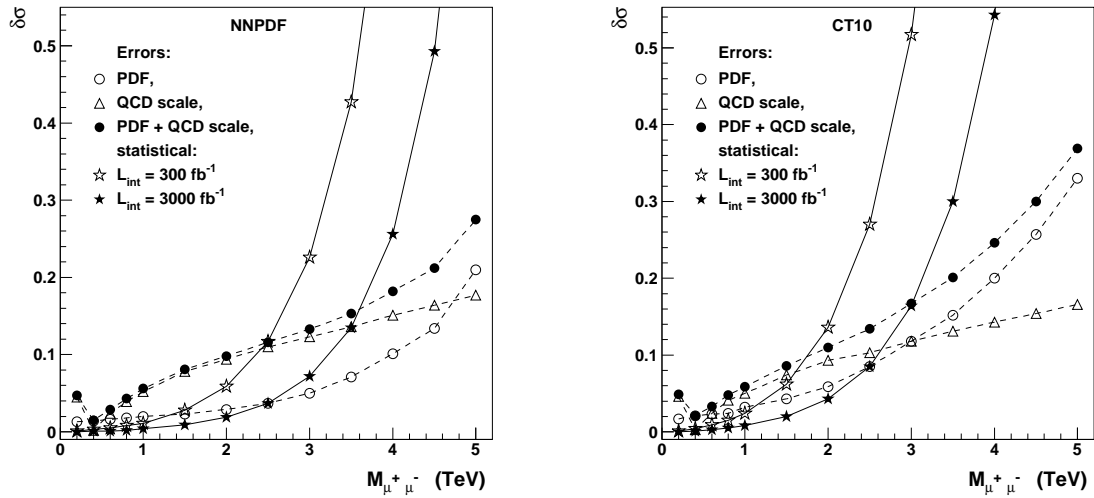 δσ
NNPDF
Errors:
PDF,
QCD scale,
PDF + QCD scale,
statistical:
L_int = 300 fb⁻¹
L_int = 3000 fb⁻¹
0.5
0.4
0.3
0.2
0.1
0
0 1 2 3 4 5
M_μ⁺ μ⁻ (TeV)
δσ
CT10
Errors:
PDF,
QCD scale,
PDF + QCD scale,
statistical:
L_int = 300 fb⁻¹
L_int = 3000 fb⁻¹
0.5
0.4
0.3
0.2
0.1
0
0 1 2 3 4 5
M_μ⁺ μ⁻ (TeV)